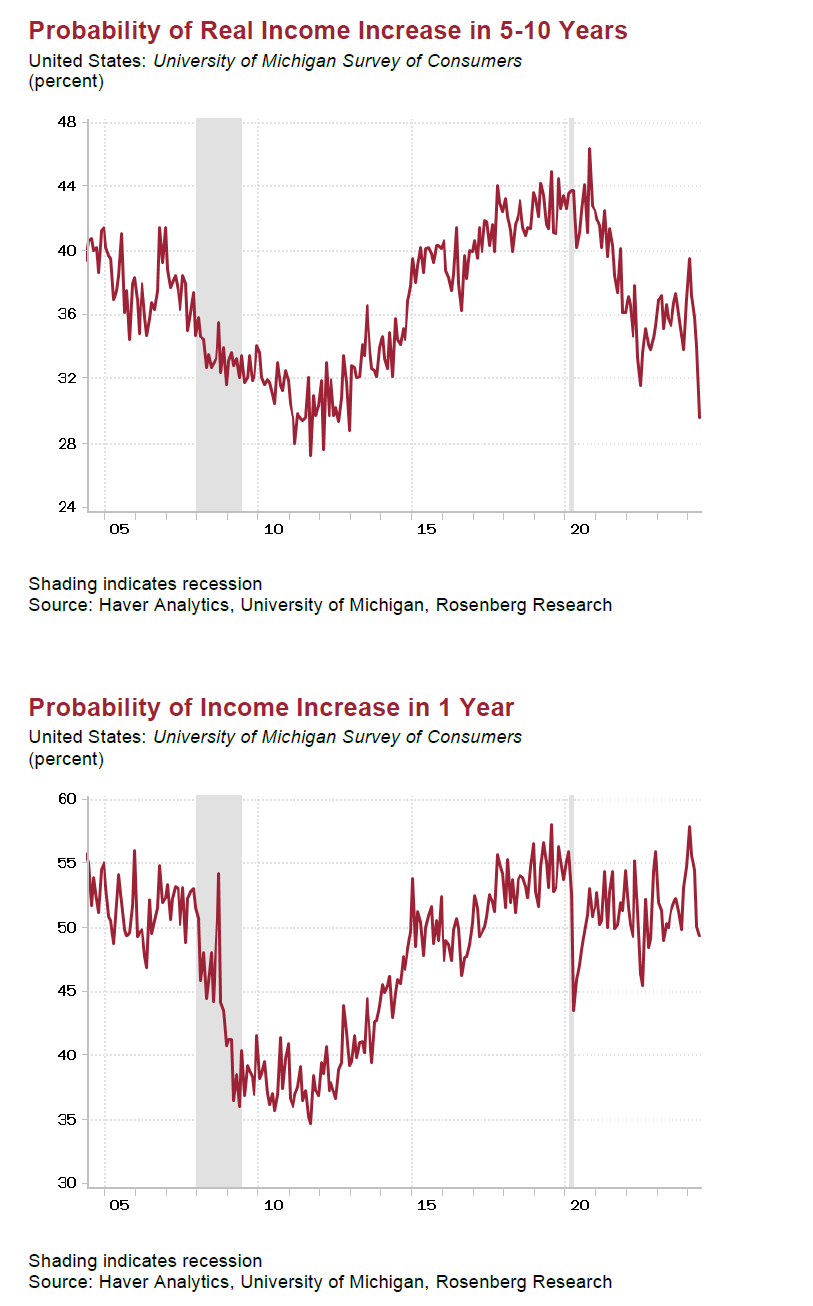 Probability of Real Income Increase in 5-10 Years
United States: University of Michigan Survey of Consumers
(percent)
48
44
40
36
32
28
24
05 10 15 20
Shading indicates recession
Source: Haver Analytics, University of Michigan, Rosenberg Research
Probability of Income Increase in 1 Year
United States: University of Michigan Survey of Consumers
(percent)
60
55
50
45
40
35
30
05 10 15 20
Shading indicates recession
Source: Haver Analytics, University of Michigan, Rosenberg Research